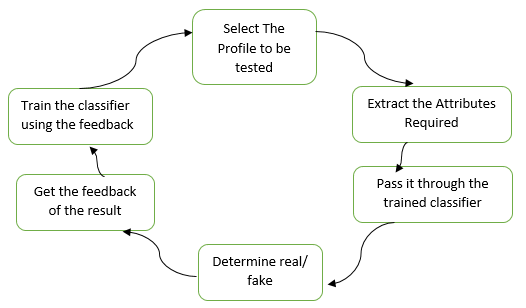 Select The
Profile to be
tested
Extract the Attributes
Required
Pass it through the
trained classifier
Determine real/
fake
Get the feedback
of the result
Train the classifier
using the feedback